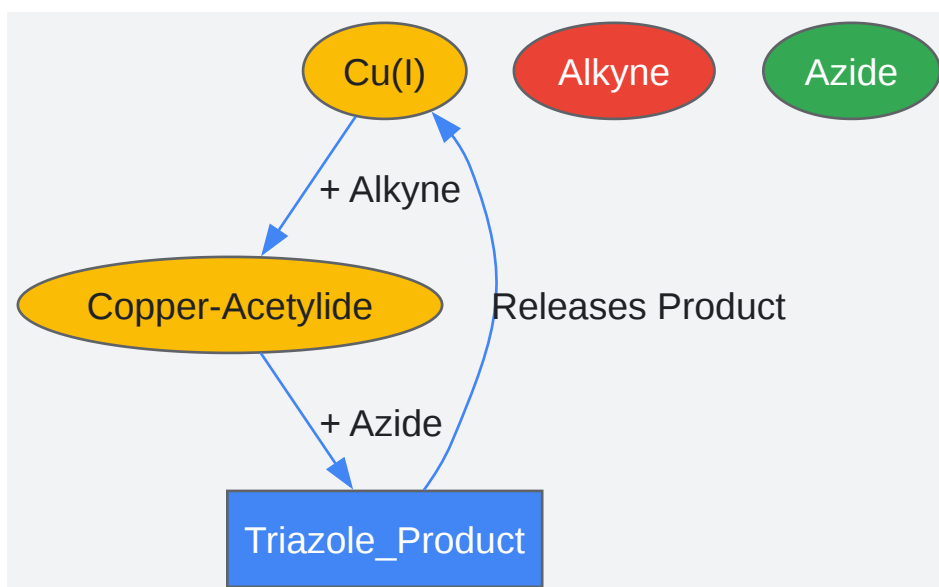 Cu(I)
Alkyne
Azide
+ Alkyne
Copper-Acetylide
Releases Product
+ Azide
Triazole_Product